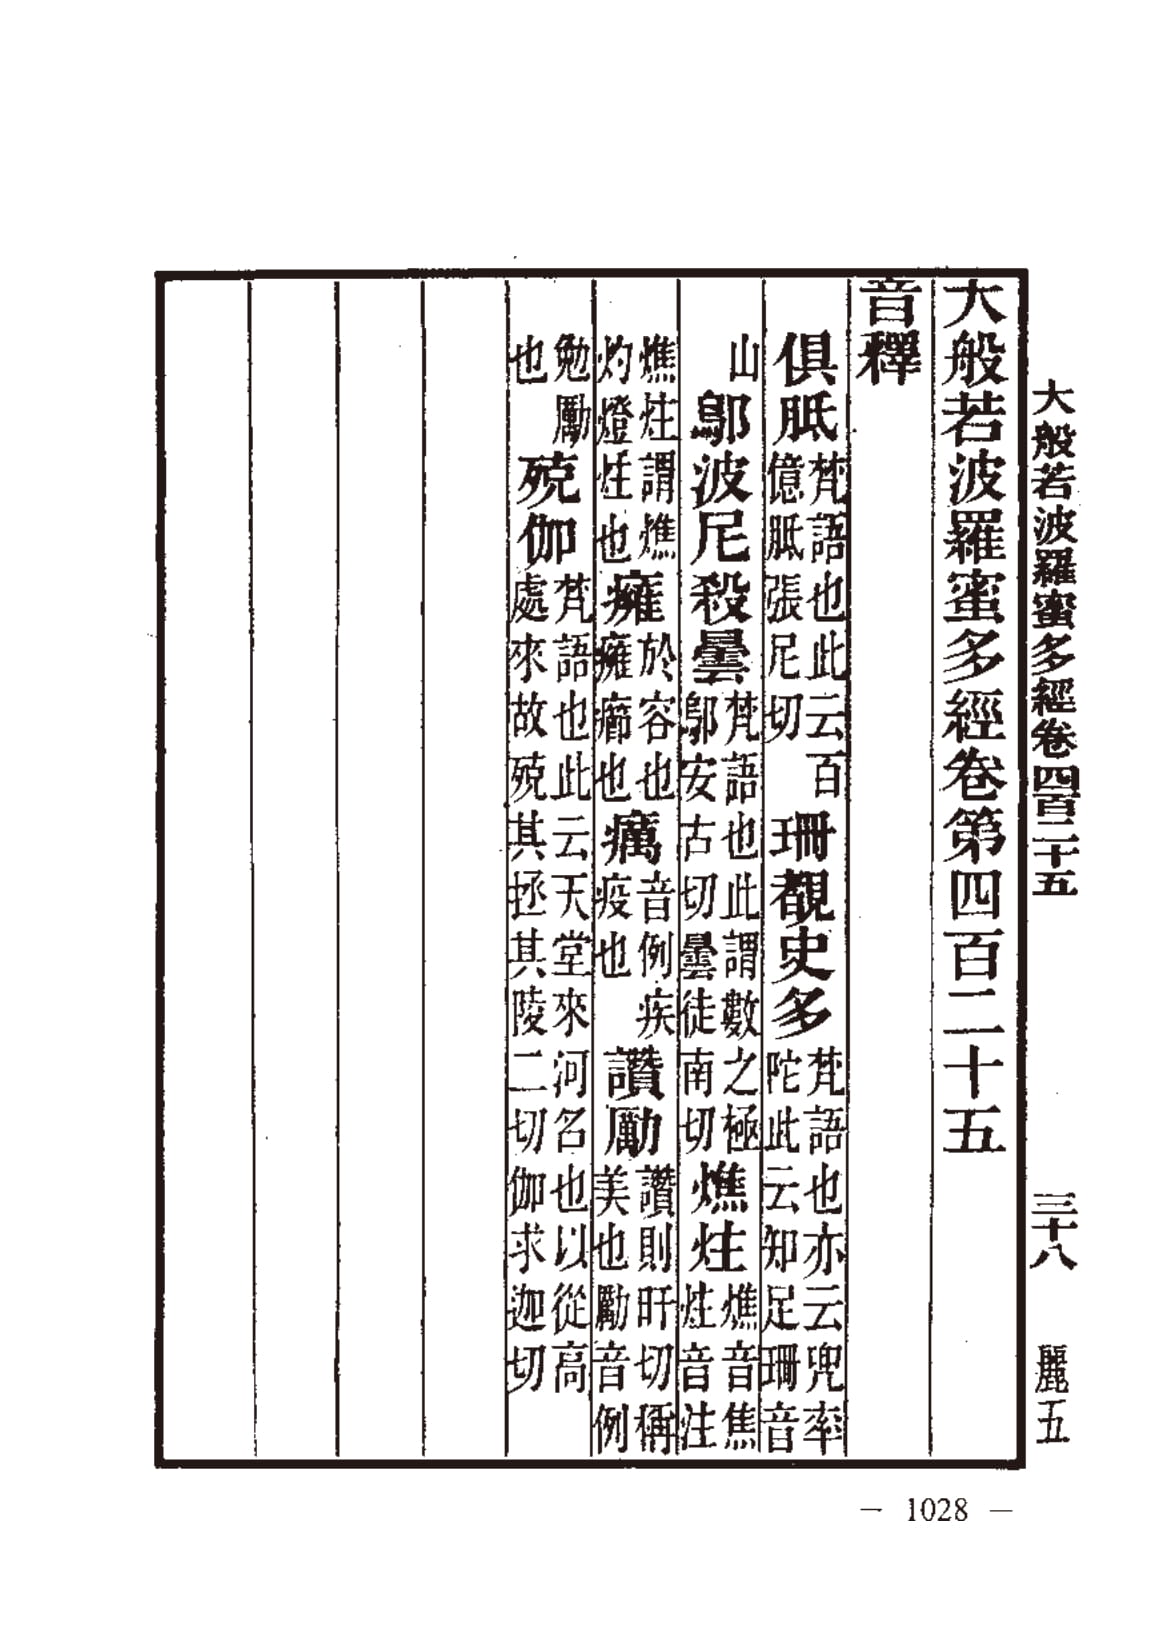 大般若波羅蜜多經卷四百二十五 三十八 麗五
大般若波羅蜜多經卷第四百二十五
音釋
俱胝梵語也此云百億胝張尼切 珊覩史多梵語也亦云兜率陀此云知足珊音
山 鄔波尼殺曇梵語也此謂數之極鄔安古切曇徒南切 燋炷燋音焦炷音注
燋炷謂燋灼燈炷也 癕於容也癕癤也 癘音例疾疫也 讚勵讚則旰切稱美也勵音例
勉勵也 殑伽梵語也此云天堂來河名也以從高處來故殑其拯其陵二切伽求迦切
— 1028 —